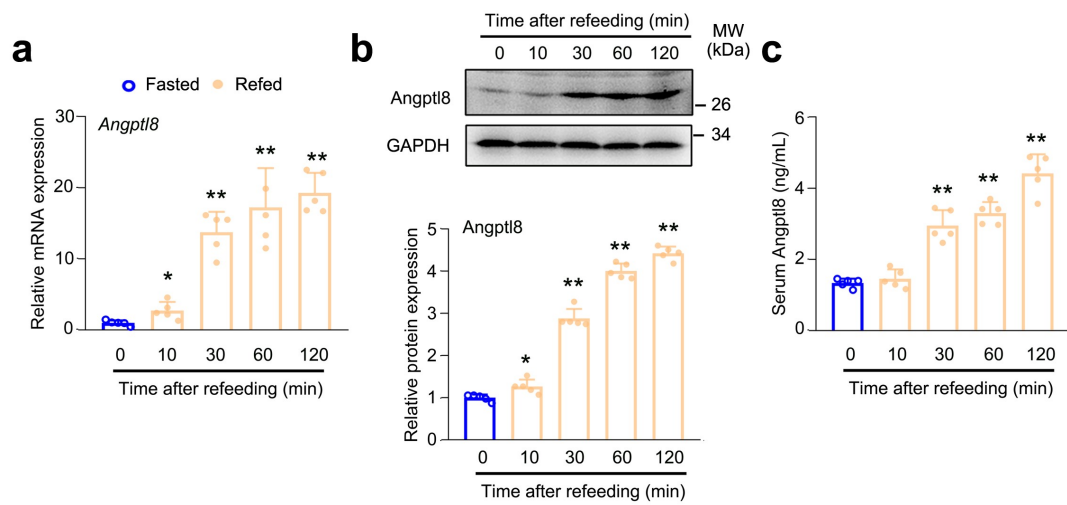 a
Fasted Refed
Angptl8
Relative mRNA expression
30
20
10
0
* ** ** **
0 10 30 60 120
Time after refeeding (min)
b
Time after refeeding (min)
0 10 30 60 120
MW
(kDa)
Angptl8
26
34
GAPDH
Angptl8
Relative protein expression
5
4
3
2
1
0
* ** ** **
0 10 30 60 120
Time after refeeding (min)
c
Serum Angptl8 (ng/mL)
6
4
2
0
** ** **
0 10 30 60 120
Time after refeeding (min)